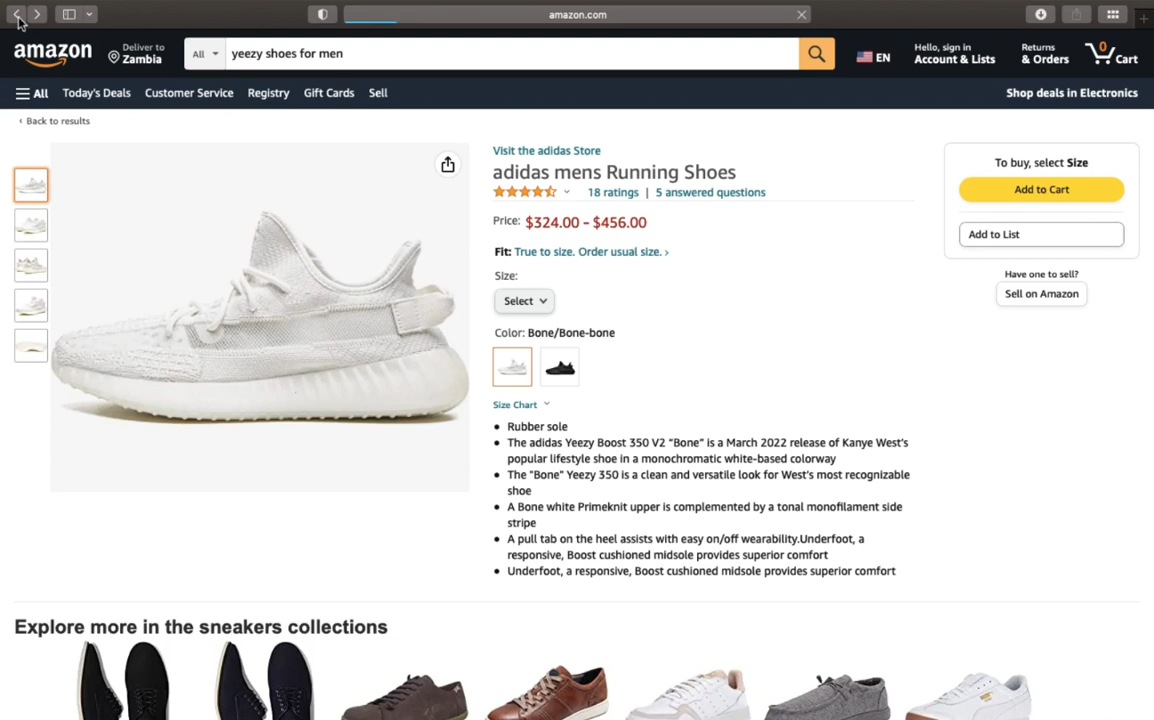 amazon.com
amazon
Deliver to
Zambia
All
yeezy shoes for men
EN
Hello, sign in
Account & Lists
Returns
& Orders
0
Cart
All
Today's Deals
Customer Service
Registry
Gift Cards
Sell
Shop deals in Electronics
‹ Back to results
Visit the adidas Store
adidas mens Running Shoes
18 ratings | 5 answered questions
Price: $324.00 - $456.00
Fit: True to size. Order usual size. ›
Size:
Select
Color: Bone/Bone-bone
Size Chart
• Rubber sole
• The adidas Yeezy Boost 350 V2 “Bone” is a March 2022 release of Kanye West's
popular lifestyle shoe in a monochromatic white-based colorway
• The "Bone" Yeezy 350 is a clean and versatile look for West's most recognizable
shoe
• A Bone white Primeknit upper is complemented by a tonal monofilament side
stripe
• A pull tab on the heel assists with easy on/off wearability.Underfoot, a
responsive, Boost cushioned midsole provides superior comfort
• Underfoot, a responsive, Boost cushioned midsole provides superior comfort
To buy, select Size
Add to Cart
Add to List
Have one to sell?
Sell on Amazon
Explore more in the sneakers collections